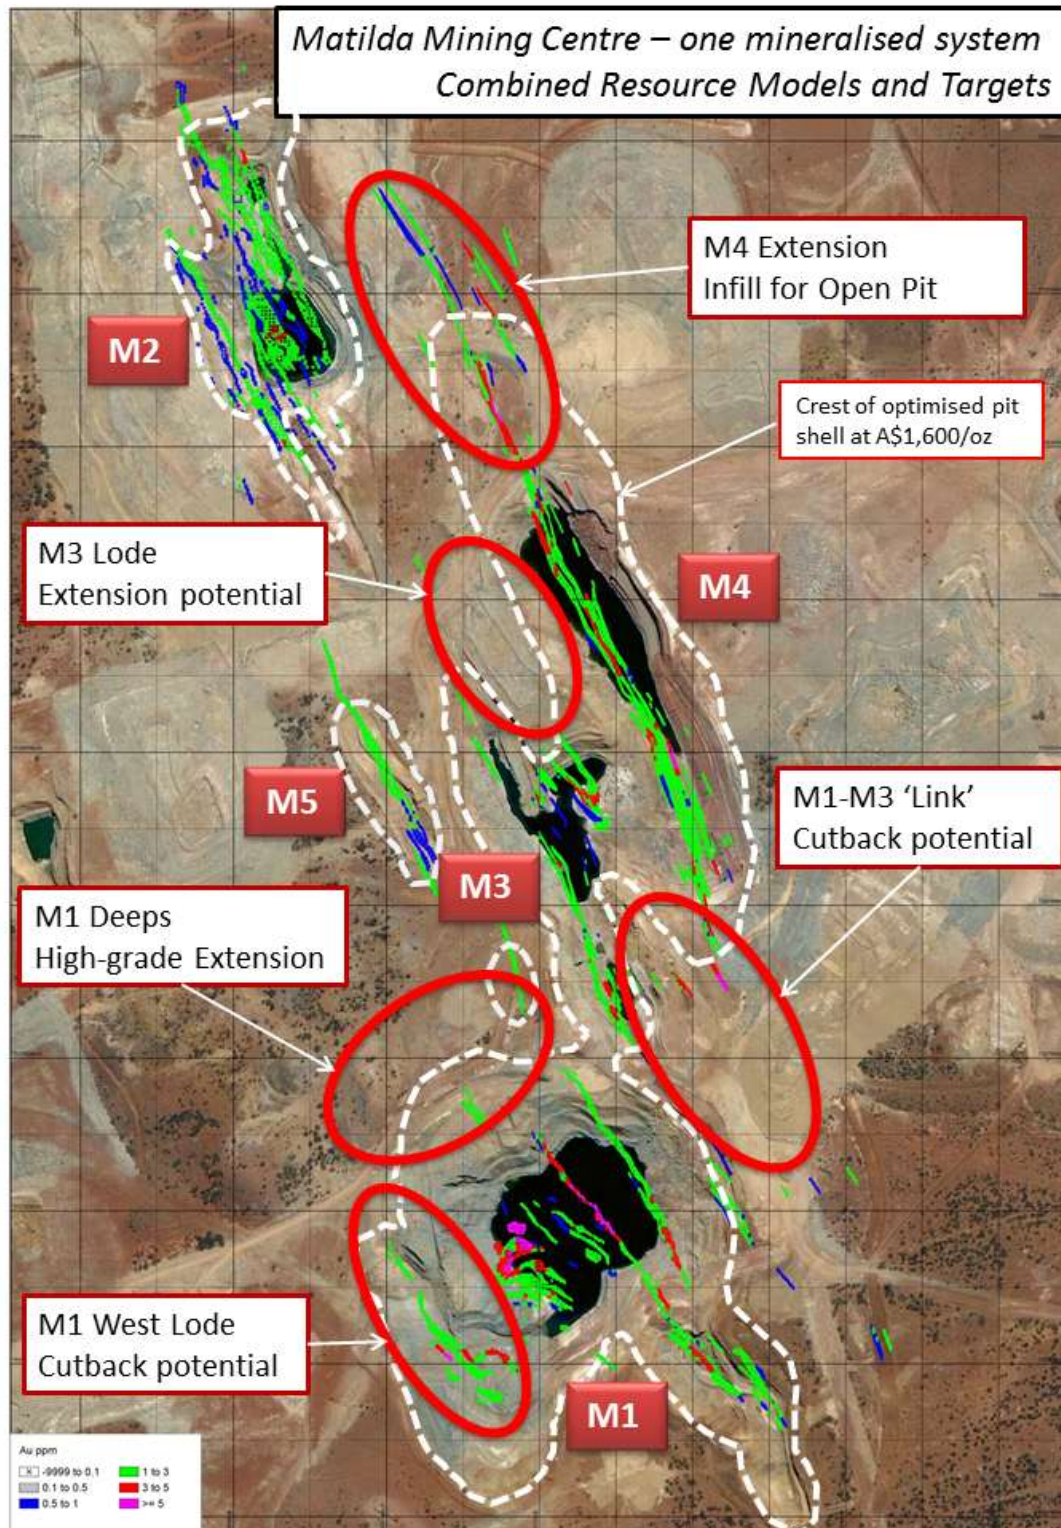 Matilda Mining Centre – one mineralised system
Combined Resource Models and Targets
M4 Extension
Infill for Open Pit
M2
Crest of optimised pit
shell at A$1,600/oz
M3 Lode
Extension potential
M4
M5
M1-M3 ‘Link’
Cutback potential
M3
M1 Deeps
High-grade Extension
M1 West Lode
Cutback potential
M1
Au ppm
-9999 to 0.1
0.1 to 0.5
0.5 to 1
1 to 3
3 to 5
>= 5